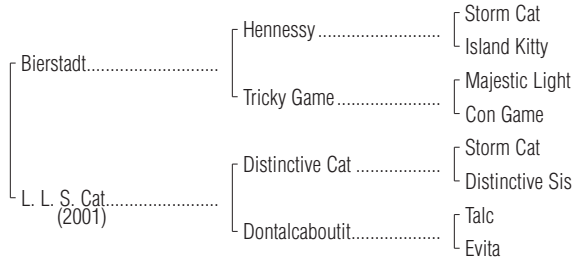 Storm Cat
Hennessy..............................
Island Kitty
Bierstadt.................................
Majestic Light
Tricky Game..........................
Con Game
Storm Cat
Distinctive Cat .....................
Distinctive Sis
L. L. S. Cat............................
(2001)
Talc
Dontalcaboutit......................
Evita